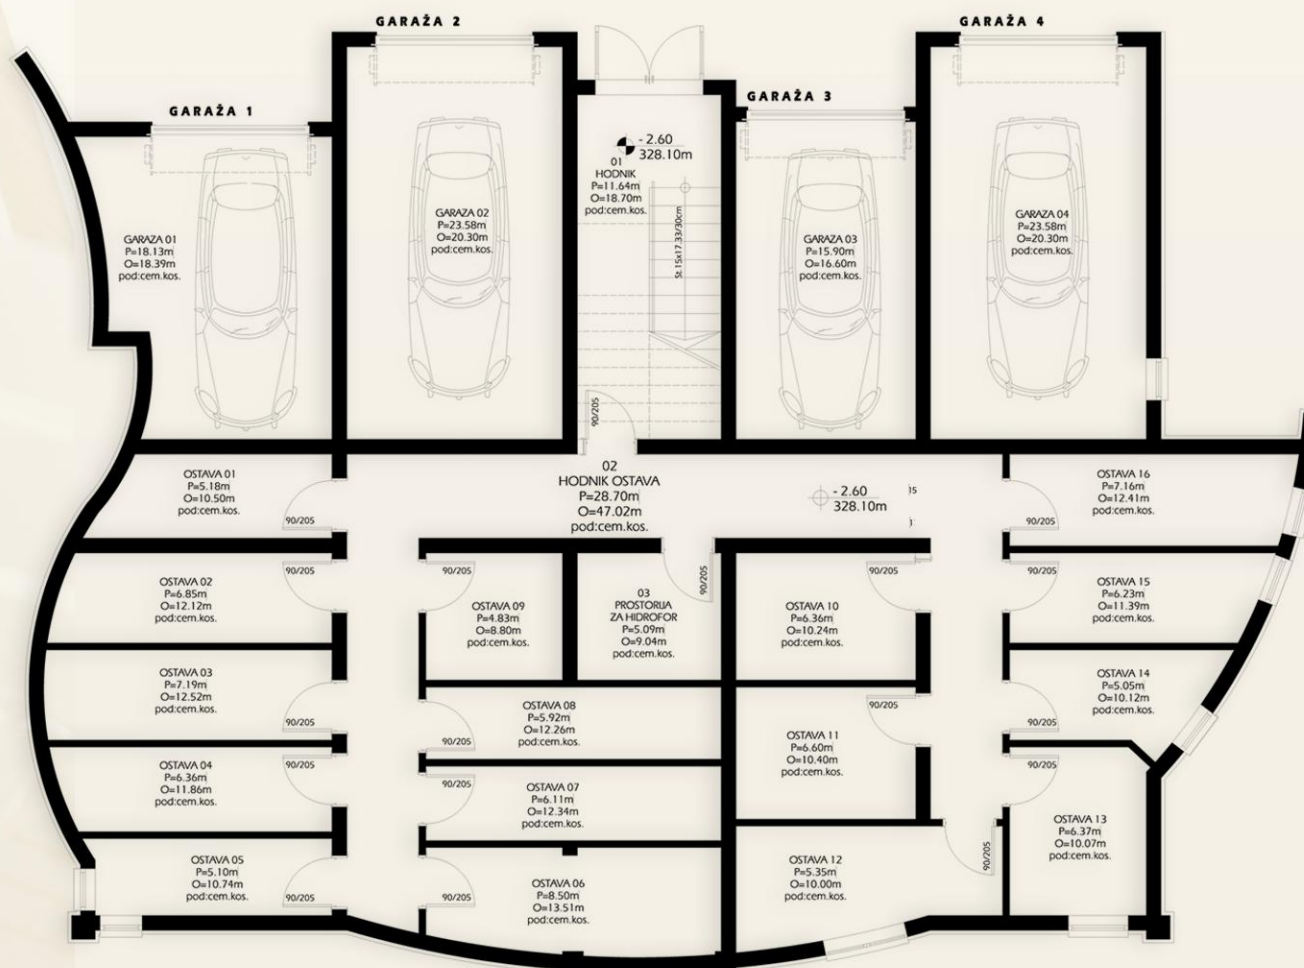 GARAŽA 2
GARAŽA 4
GARAŽA 1
GARAŽA 3
- 2.60
328.10m
01
HODNIK
P=11.64m
O=18.70m
pod:cem.kos.
St.15x17.33/30cm
GARAZA 01
P=18.13m
O=18.39m
pod:cem.kos.
GARAZA 02
P=23.58m
O=20.30m
pod:cem.kos.
GARAZA 03
P=15.90m
O=16.60m
pod:cem.kos.
GARAZA 04
P=23.58m
O=20.30m
pod:cem.kos.
90/205
OSTAVA 01
P=5.18m
O=10.50m
pod:cem.kos.
90/205
02
HODNIK OSTAVA
P=28.70m
O=47.02m
pod:cem.kos.
- 2.60
328.10m
15
OSTAVA 16
P=7.16m
O=12.41m
pod:cem.kos.
90/205
OSTAVA 02
P=6.85m
O=12.12m
pod:cem.kos.
90/205
90/205
OSTAVA 09
P=4.83m
O=8.80m
pod:cem.kos.
03
PROSTORIJA
ZA HIDROFOR
P=5.09m
O=9.04m
pod:cem.kos.
90/205
OSTAVA 10
P=6.36m
O=10.24m
pod:cem.kos.
90/205
90/205
OSTAVA 15
P=6.23m
O=11.39m
pod:cem.kos.
OSTAVA 03
P=7.19m
O=12.52m
pod:cem.kos.
90/205
OSTAVA 08
P=5.92m
O=12.26m
pod:cem.kos.
90/205
OSTAVA 11
P=6.60m
O=10.40m
pod:cem.kos.
90/205
OSTAVA 14
P=5.05m
O=10.12m
pod:cem.kos.
90/205
OSTAVA 04
P=6.36m
O=11.86m
pod:cem.kos.
90/205
90/205
OSTAVA 07
P=6.11m
O=12.34m
pod:cem.kos.
90/205
OSTAVA 13
P=6.37m
O=10.07m
pod:cem.kos.
OSTAVA 05
P=5.10m
O=10.74m
pod:cem.kos.
90/205
90/205
OSTAVA 06
P=8.50m
O=13.51m
pod:cem.kos.
OSTAVA 12
P=5.35m
O=10.00m
pod:cem.kos.
90/205